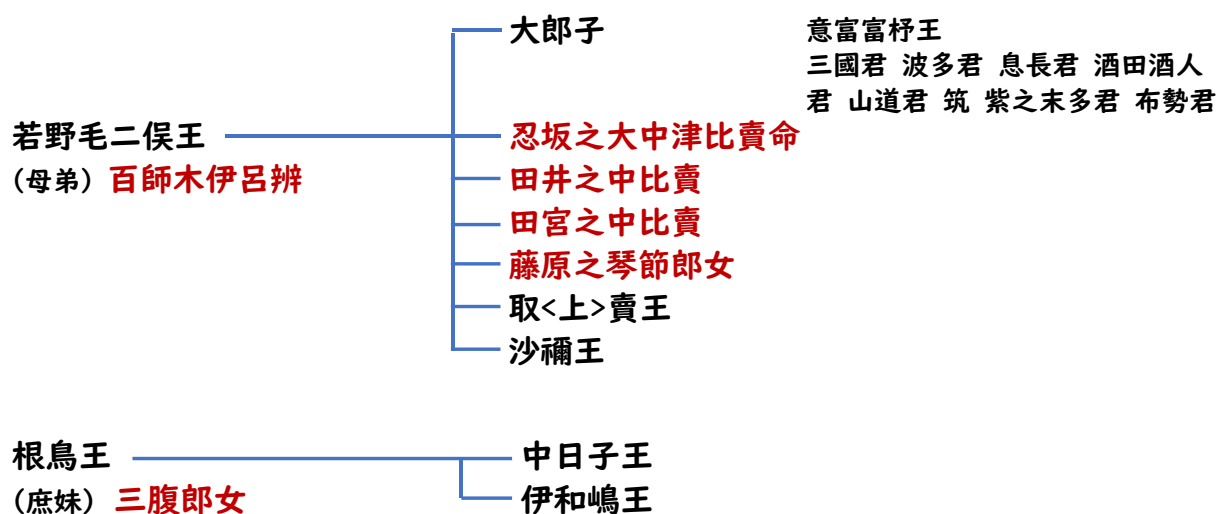 大郎子
意富富杼王
三國君 波多君 息長君 酒田酒人
君 山道君 筑 紫之末多君 布勢君
若野毛二俣王
(母弟) 百師木伊呂辨
忍坂之大中津比賣命
田井之中比賣
田宮之中比賣
藤原之琴節郎女
取<上>賣王
沙禰王
根鳥王
(庶妹) 三腹郎女
中日子王
伊和嶋王